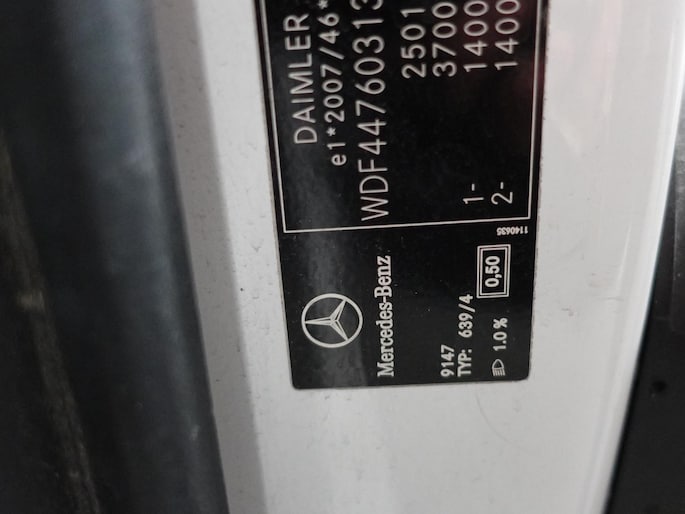 Mercedes-Benz
9147
TYP: 639/4
1.0 %
0,50
1140635
DAIMLER
e1*2007/46*
WDF44760313
2501
3700
1- 1400
2- 1400